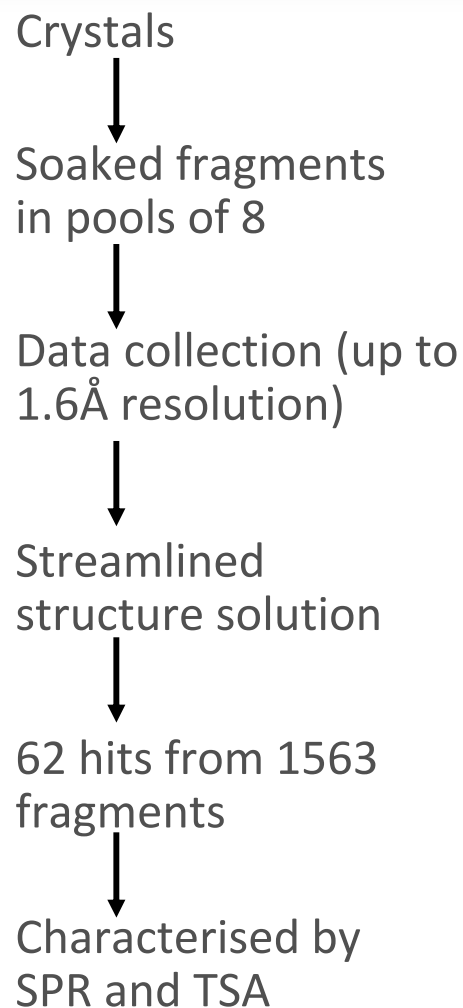 Crystals
Soaked fragments
in pools of 8
Data collection (up to
1.6Å resolution)
Streamlined
structure solution
62 hits from 1563
fragments
Characterised by
SPR and TSA